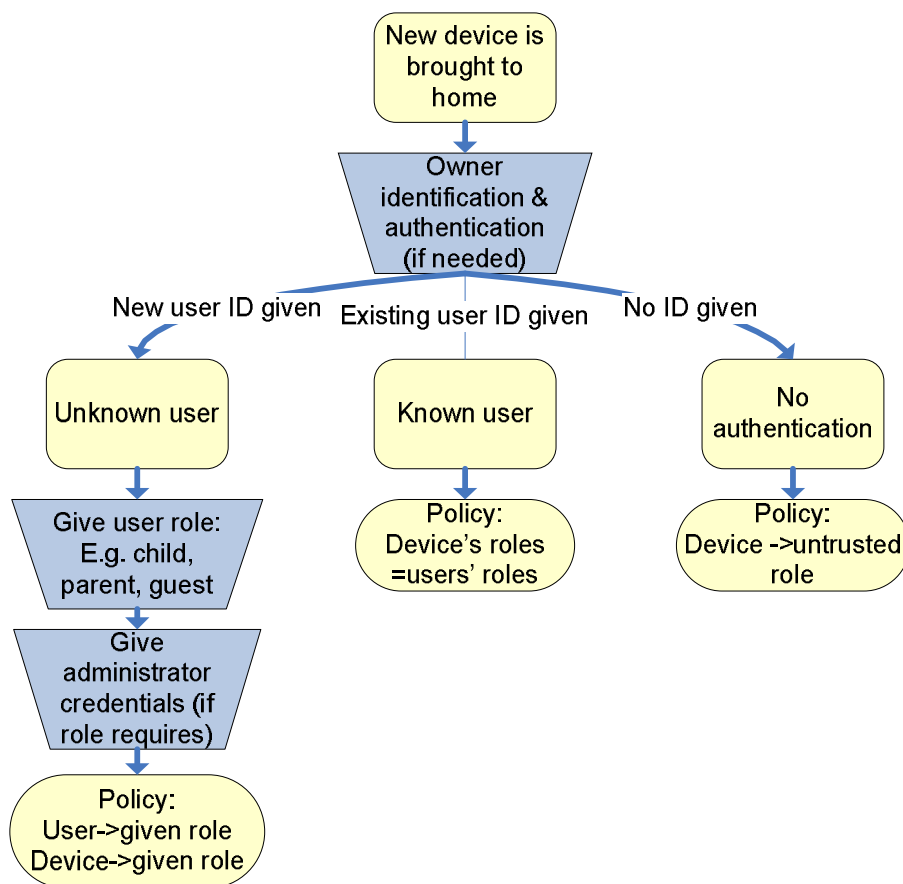 New device is
brought to
home
Owner
identification &
authentication
(if needed)
New user ID given
Existing user ID given
No ID given
Unknown user
Known user
No
authentication
Give user role:
E.g. child,
parent, guest
Policy:
Device's roles
=users' roles
Policy:
Device ->untrusted
role
Give
administrator
credentials (if
role requires)
Policy:
User->given role
Device->given role